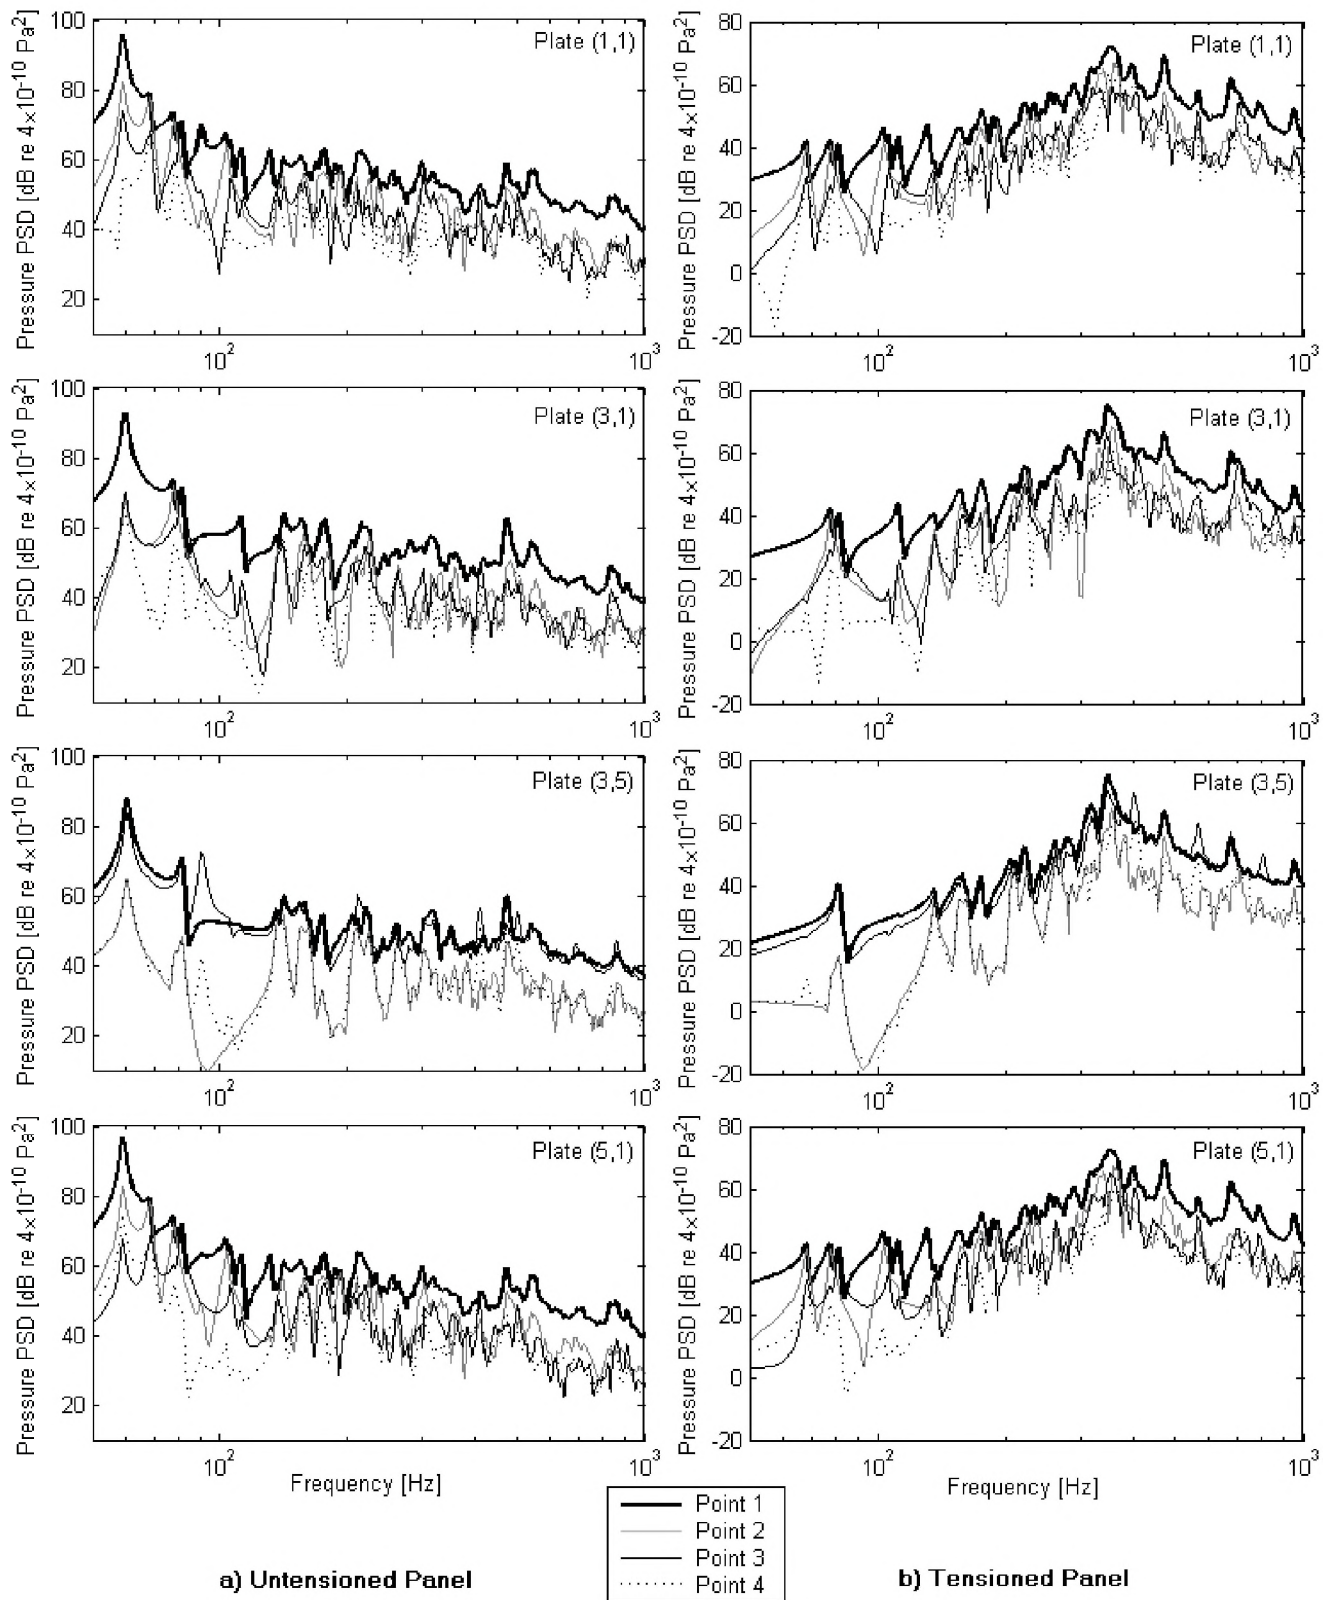 Pressure PSD [dB re 4×10⁻¹⁰ Pa²]
100
80
60
40
20
10²
10³
Plate (1,1)
Pressure PSD [dB re 4×10⁻¹⁰ Pa²]
80
60
40
20
0
-20
10²
10³
Plate (1,1)
Pressure PSD [dB re 4×10⁻¹⁰ Pa²]
100
80
60
40
20
10²
10³
Plate (3,1)
Pressure PSD [dB re 4×10⁻¹⁰ Pa²]
80
60
40
20
0
-20
10²
10³
Plate (3,1)
Pressure PSD [dB re 4×10⁻¹⁰ Pa²]
100
80
60
40
20
10²
10³
Plate (3,5)
Pressure PSD [dB re 4×10⁻¹⁰ Pa²]
80
60
40
20
0
-20
10²
10³
Plate (3,5)
Pressure PSD [dB re 4×10⁻¹⁰ Pa²]
100
80
60
40
20
10²
10³
Plate (5,1)
Frequency [Hz]
Pressure PSD [dB re 4×10⁻¹⁰ Pa²]
80
60
40
20
0
-20
10²
10³
Plate (5,1)
Frequency [Hz]
Point 1
Point 2
Point 3
Point 4
a) Untensioned Panel
b) Tensioned Panel